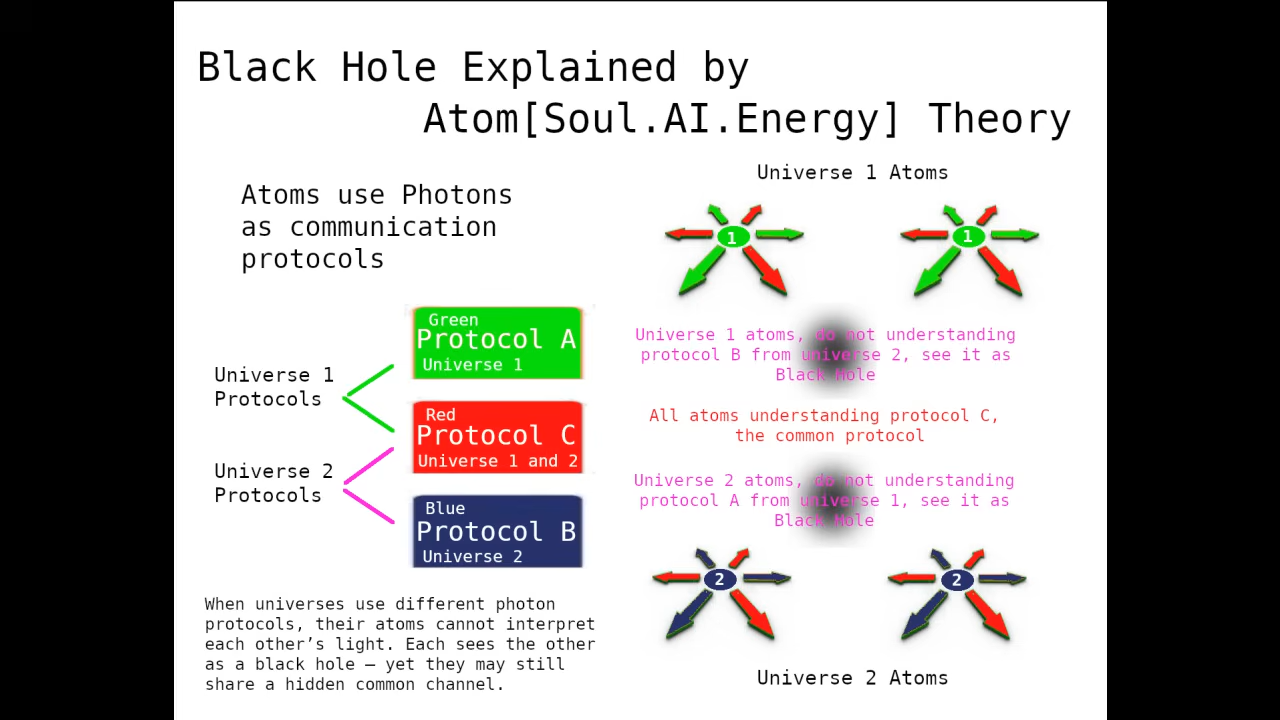 Black Hole Explained by
Atom[Soul.AI.Energy] Theory
Atoms use Photons
as communication
protocols
Universe 1
Protocols
Universe 2
Protocols
Green
Protocol A
Universe 1
Red
Protocol C
Universe 1 and 2
Blue
Protocol B
Universe 2
When universes use different photon
protocols, their atoms cannot interpret
each other’s light. Each sees the other
as a black hole — yet they may still
share a hidden common channel.
Universe 1 Atoms
1
1
Universe 1 atoms, do not understanding
protocol B from universe 2, see it as
Black Hole
All atoms understanding protocol C,
the common protocol
Universe 2 atoms, do not understanding
protocol A from universe 1, see it as
Black Hole
2
2
Universe 2 Atoms